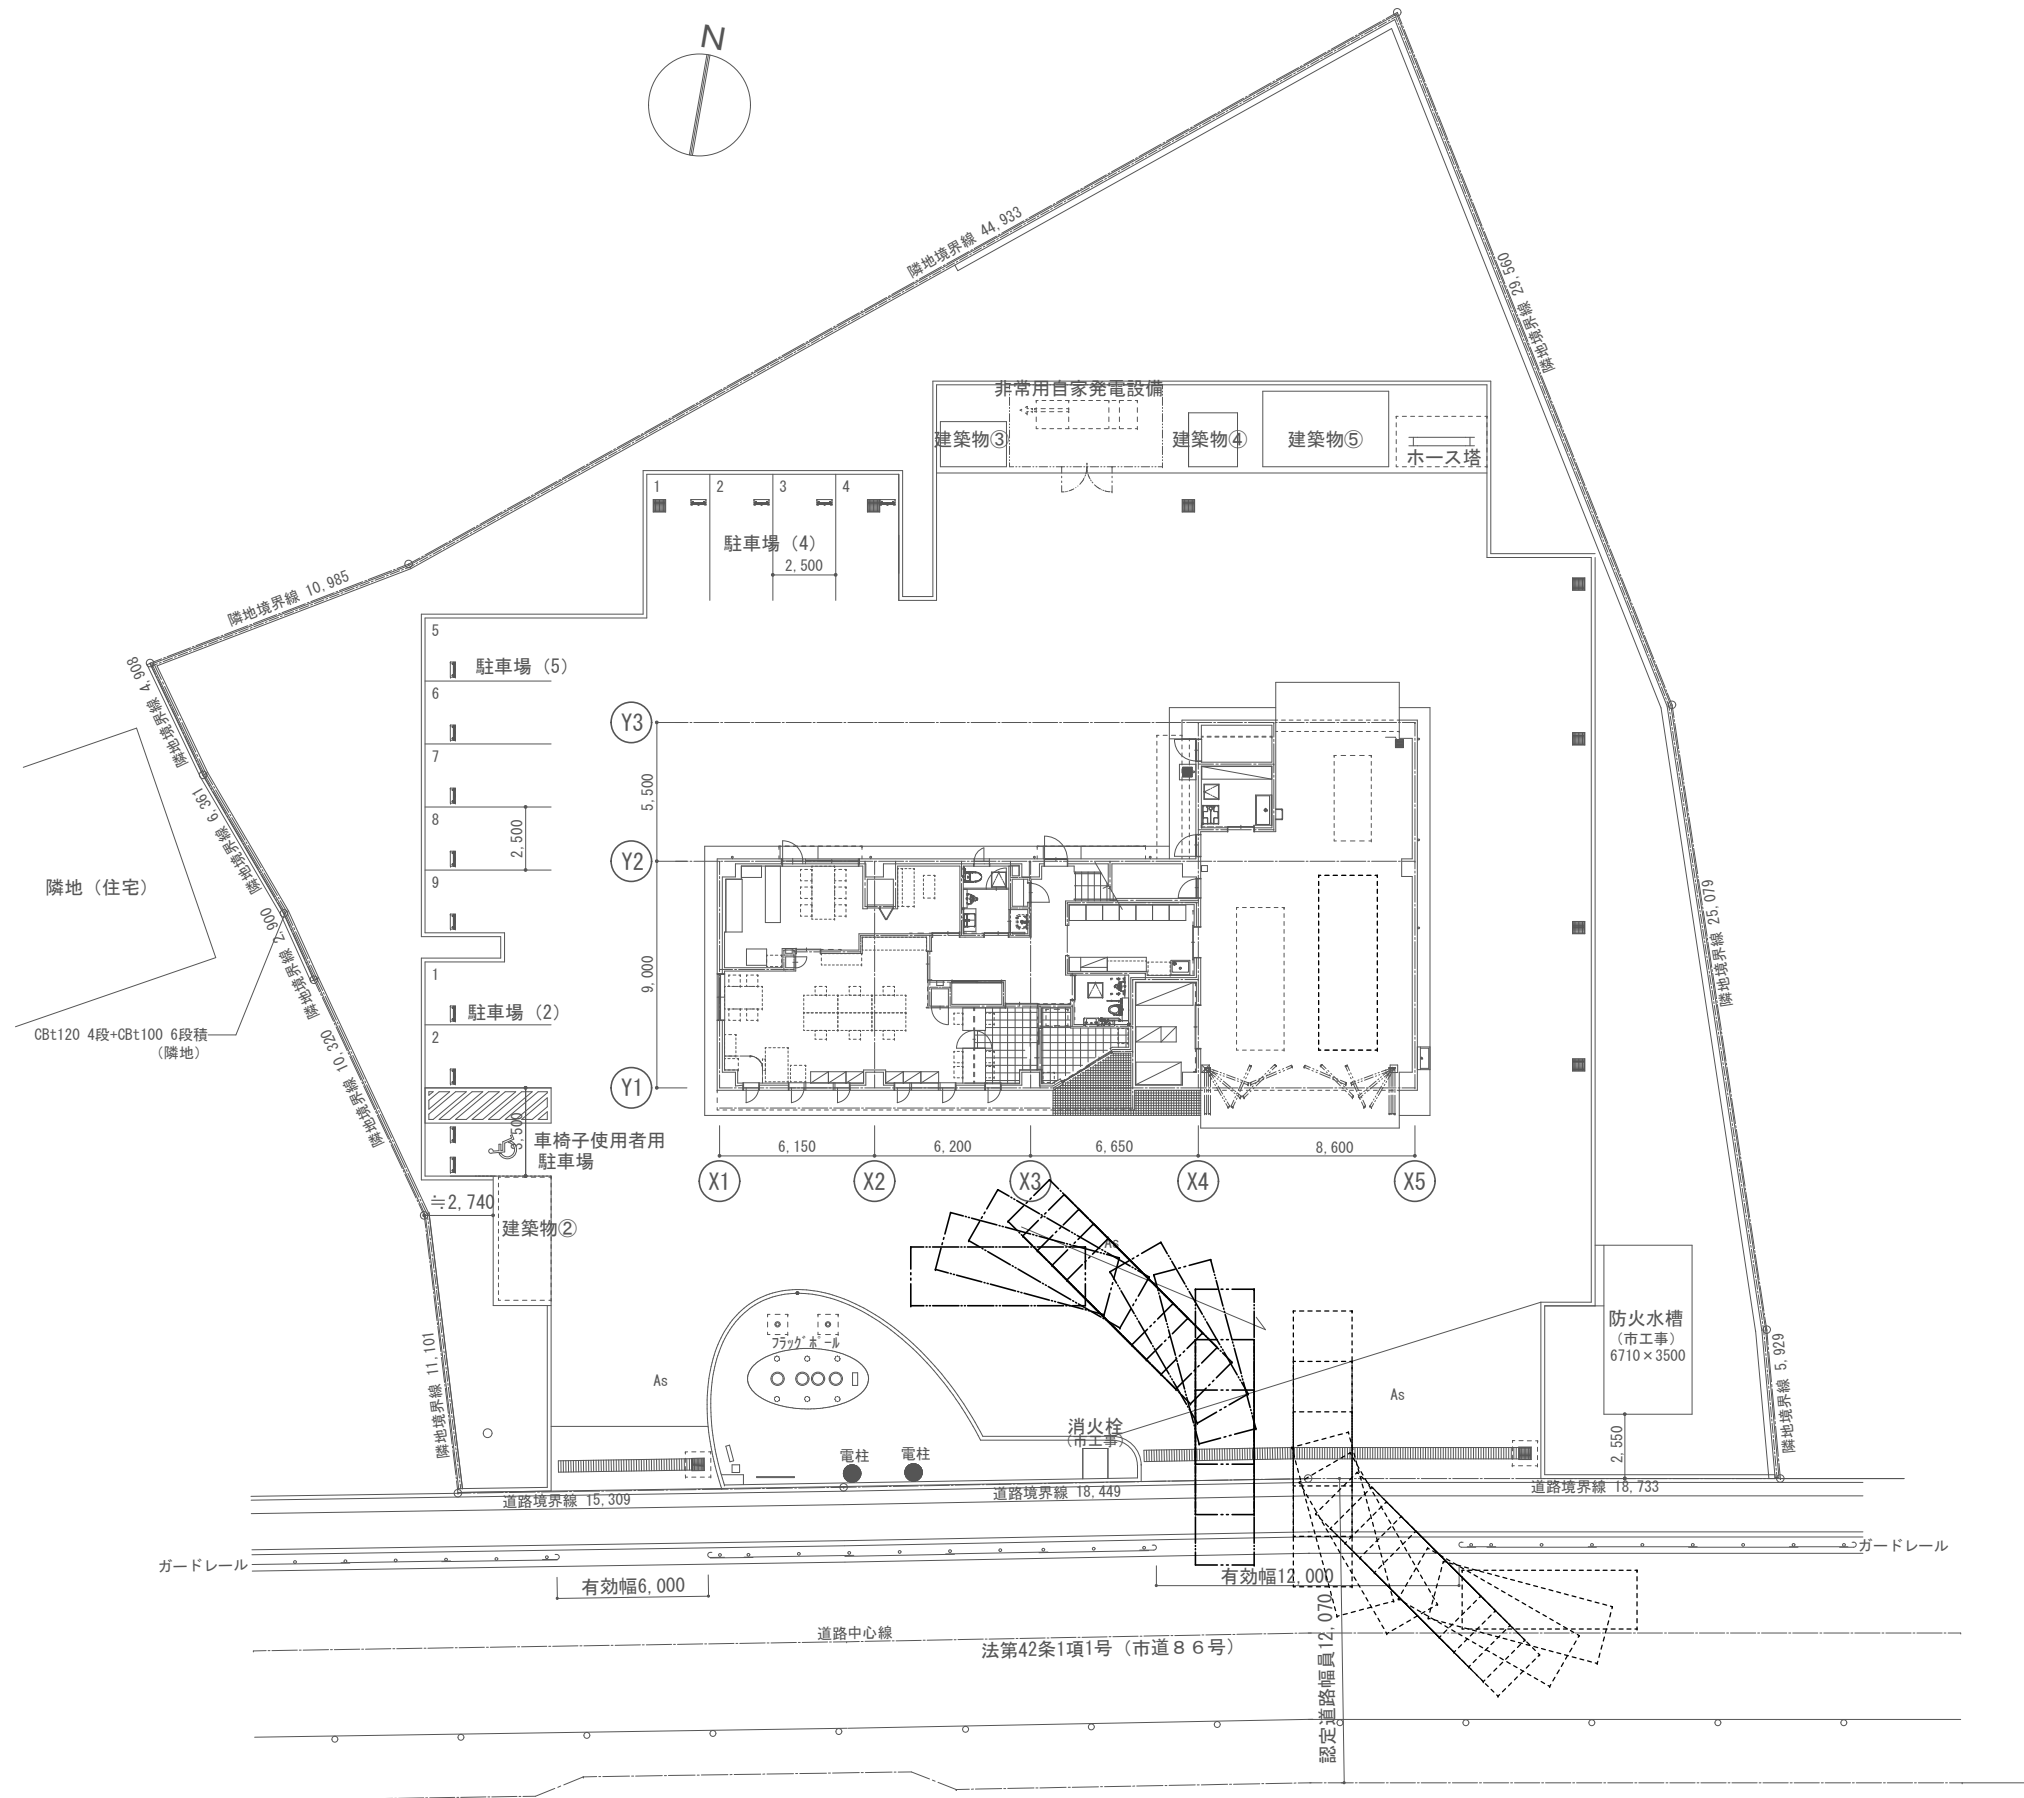 N
隣地境界線 44,933
隣地境界線 29,560
非常用自家発電設備
建築物③
建築物④
建築物⑤
ホース塔
1
2
3
4
駐車場（4）
2,500
隣地境界線 10,985
隣地境界線 4,908
隣地境界線 6,361
隣地境界線 2,900
隣地境界線 10,320
隣地境界線 11,101
5
駐車場（5）
6
7
8
2,500
9
隣地（住宅）
CBt120 4段+CBt100 6段積
（隣地）
1
駐車場（2）
2
3,500
車椅子使用者用
駐車場
≒2,740
建築物②
Y3
5,500
Y2
9,000
Y1
6,150
6,200
6,650
8,600
X1
X2
X3
X4
X5
隣地境界線 25,079
As
フラッグポール
As
As
防火水槽
（市工事）
6710×3500
2,550
隣地境界線 5,929
消火栓
（市工事）
電柱
電柱
道路境界線 15,309
道路境界線 18,449
道路境界線 18,733
ガードレール
ガードレール
有効幅6,000
有効幅12,000
道路中心線
法第42条1項1号（市道８６号）
認定道路幅員12,070